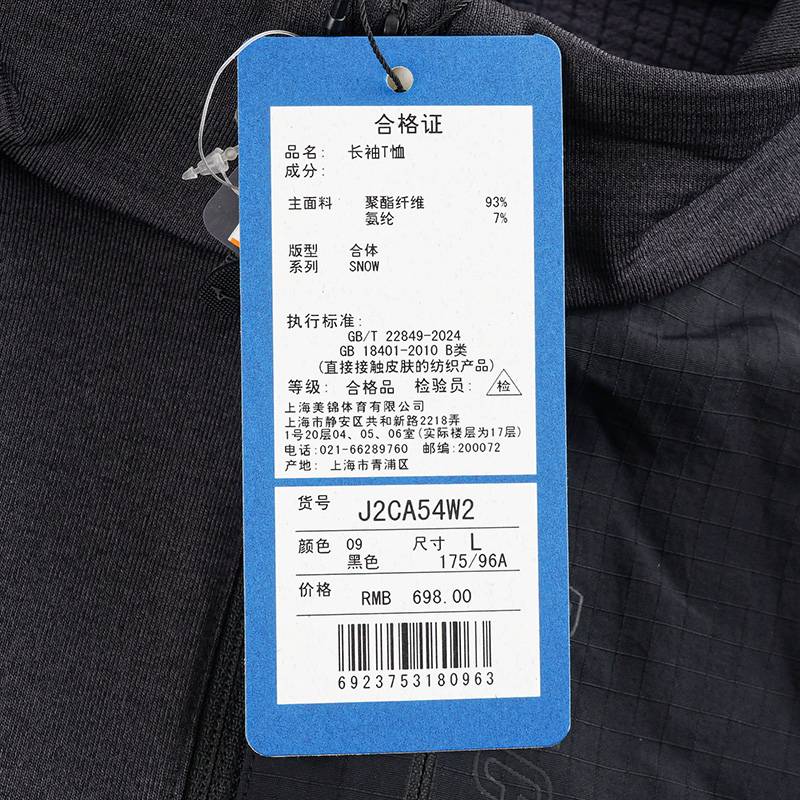 合格证
品名: 长袖T恤
成分:
主面料 聚酯纤维 93%
氨纶 7%
版型 合体
系列 SNOW
执行标准:
GB/T 22849-2024
GB 18401-2010 B类
(直接接触皮肤的纺织产品)
等级: 合格品 检验员: 检
上海美锦体育有限公司
上海市静安区共和新路2218弄
1号20层04、05、06室(实际楼层为17层)
电话:021-66289760 邮编:200072
产地: 上海市青浦区
货号 J2CA54W2
颜色 09 尺寸 L
黑色 175/96A
价格 RMB 698.00
6923753180963